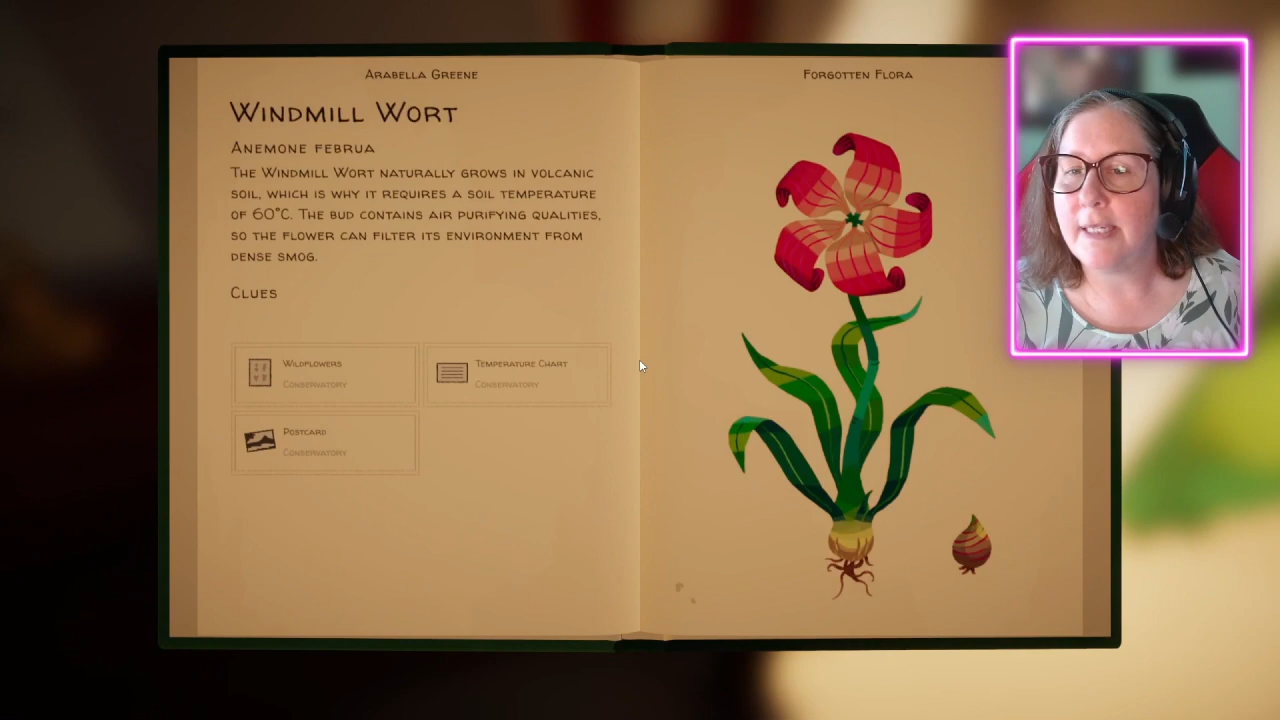 Arabella Greene
Forgotten Flora
Windmill Wort
Anemone februa
The Windmill Wort naturally grows in volcanic
soil, which is why it requires a soil temperature
of 60°C. The bud contains air purifying qualities,
so the flower can filter its environment from
dense smog.
Clues
Wildflowers
Conservatory
Temperature Chart
Conservatory
Postcard
Conservatory